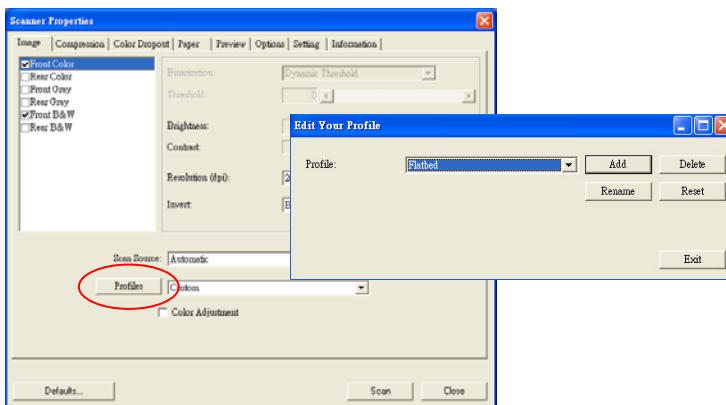 Scanner Properties
Image Compression Color Dropout Paper Preview Options Setting Information
Front Color
Rear Color
Front Gray
Rear Gray
Front B&W
Rear B&W
Binarization: Dynamic Threshold
Threshold: 0
Brightness:
Contrast:
Resolution (dpi): 2
Invert:
Edit Your Profile
Profile: Flatbed Add Delete
Rename Reset
Exit
Scan Source: Automatic
Profiles Custom
Color Adjustment
Defaults... Scan Close